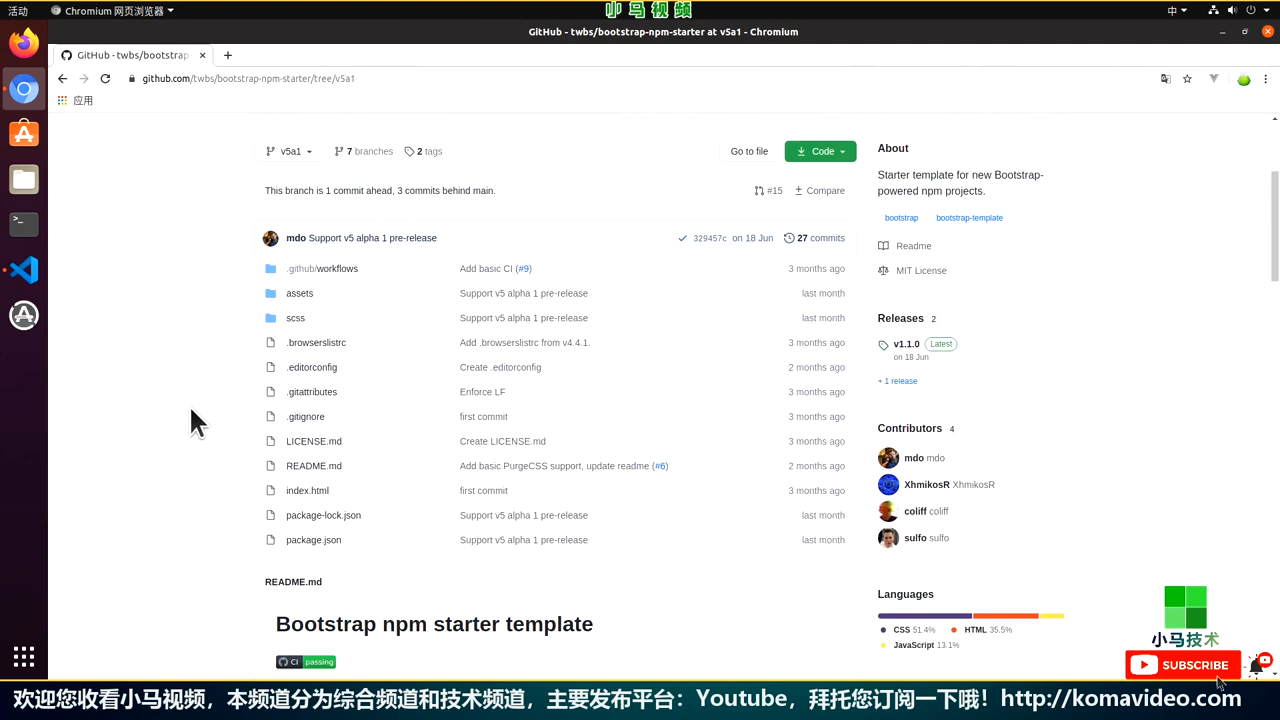 活动
Chromium 网页浏览器
小马视频
中
GitHub - twbs/bootstrap-npm-starter at v5a1 - Chromium
GitHub - twbs/bootstrap
github.com/twbs/bootstrap-npm-starter/tree/v5a1
应用
v5a1
7 branches
2 tags
Go to file
Code
This branch is 1 commit ahead, 3 commits behind main.
#15
Compare
mdo Support v5 alpha 1 pre-release
329457c on 18 Jun
27 commits
.github/workflows Add basic CI (#9) 3 months ago
assets Support v5 alpha 1 pre-release last month
scss Support v5 alpha 1 pre-release last month
.browserslistrc Add .browserslistrc from v4.4.1. 3 months ago
.editorconfig Create .editorconfig 2 months ago
.gitattributes Enforce LF 3 months ago
.gitignore first commit 3 months ago
LICENSE.md Create LICENSE.md 3 months ago
README.md Add basic PurgeCSS support, update readme (#6) 2 months ago
index.html first commit 3 months ago
package-lock.json Support v5 alpha 1 pre-release last month
package.json Support v5 alpha 1 pre-release last month
README.md
Bootstrap npm starter template
CI passing
About
Starter template for new Bootstrap-
powered npm projects.
bootstrap bootstrap-template
Readme
MIT License
Releases 2
v1.1.0 Latest
on 18 Jun
+ 1 release
Contributors 4
mdo mdo
XhmikosR XhmikosR
coliff coliff
sulfo sulfo
Languages
CSS 51.4% HTML 35.5%
JavaScript 13.1%
小马技术
SUBSCRIBE
欢迎您收看小马视频，本频道分为综合频道和技术频道，主要发布平台：Youtube，拜托您订阅一下哦！http://komavideo.com